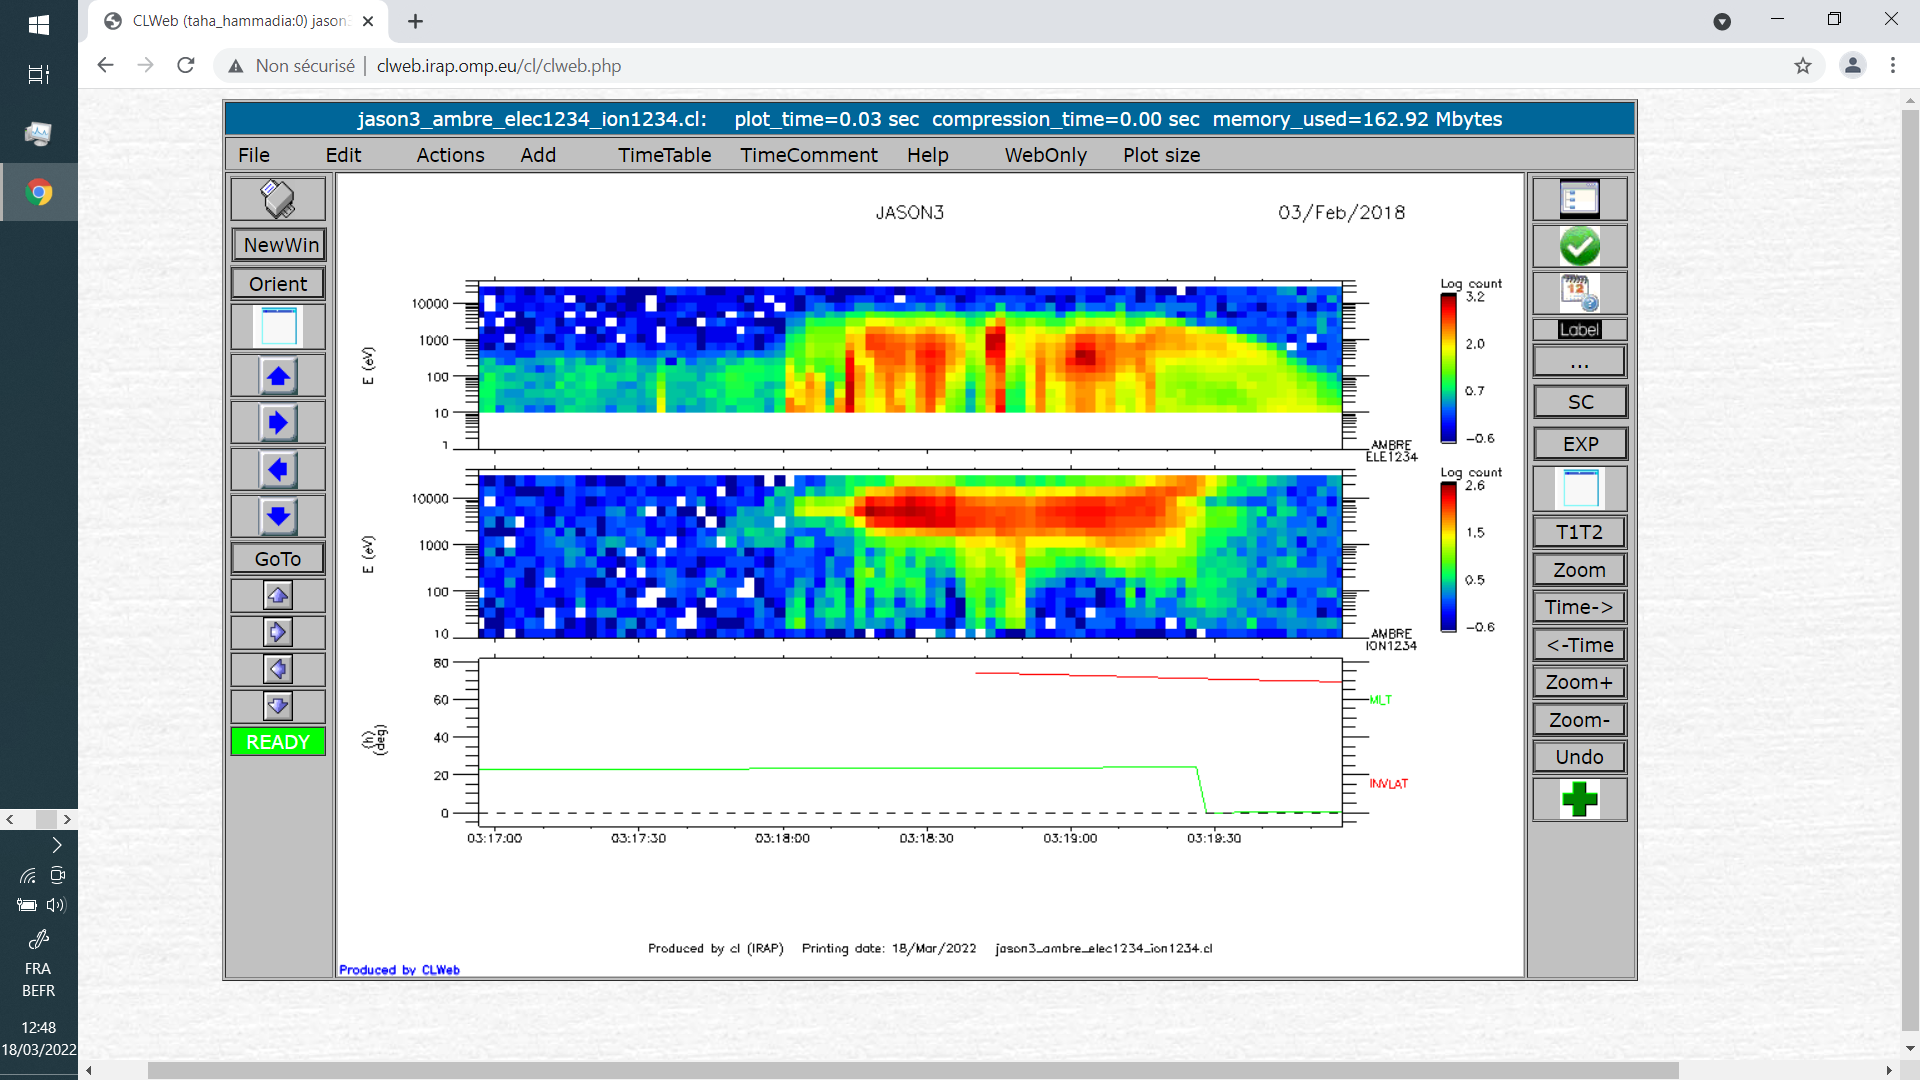 CLWeb (taha_hammadia:0) jason
Non sécurisé | clweb.irap.omp.eu/cl/clweb.php
jason3_ambre_elec1234_ion1234.cl: plot_time=0.03 sec compression_time=0.00 sec memory_used=162.92 Mbytes
File Edit Actions Add TimeTable TimeComment Help WebOnly Plot size
NewWin
Orient
GoTo
READY
JASON3
03/Feb/2018
10000
1000
100
10
1
E (eV)
Log count
3.2
2.0
0.7
-0.6
AMBRE
ELE1234
10000
1000
100
10
E (eV)
Log count
2.6
1.5
0.5
-0.6
AMBRE
ION1234
80
60
40
20
0
(h)
(deg)
MLT
INVLAT
03:17:00 03:17:30 03:18:00 03:18:30 03:19:00 03:19:30
Produced by cl (IRAP) Printing date: 18/Mar/2022 jason3_ambre_elec1234_ion1234.cl
Produced by CLWeb
12
Label
...
SC
EXP
T1T2
Zoom
Time->
<-Time
Zoom+
Zoom-
Undo
FRA
BEFR
12:48
18/03/2022